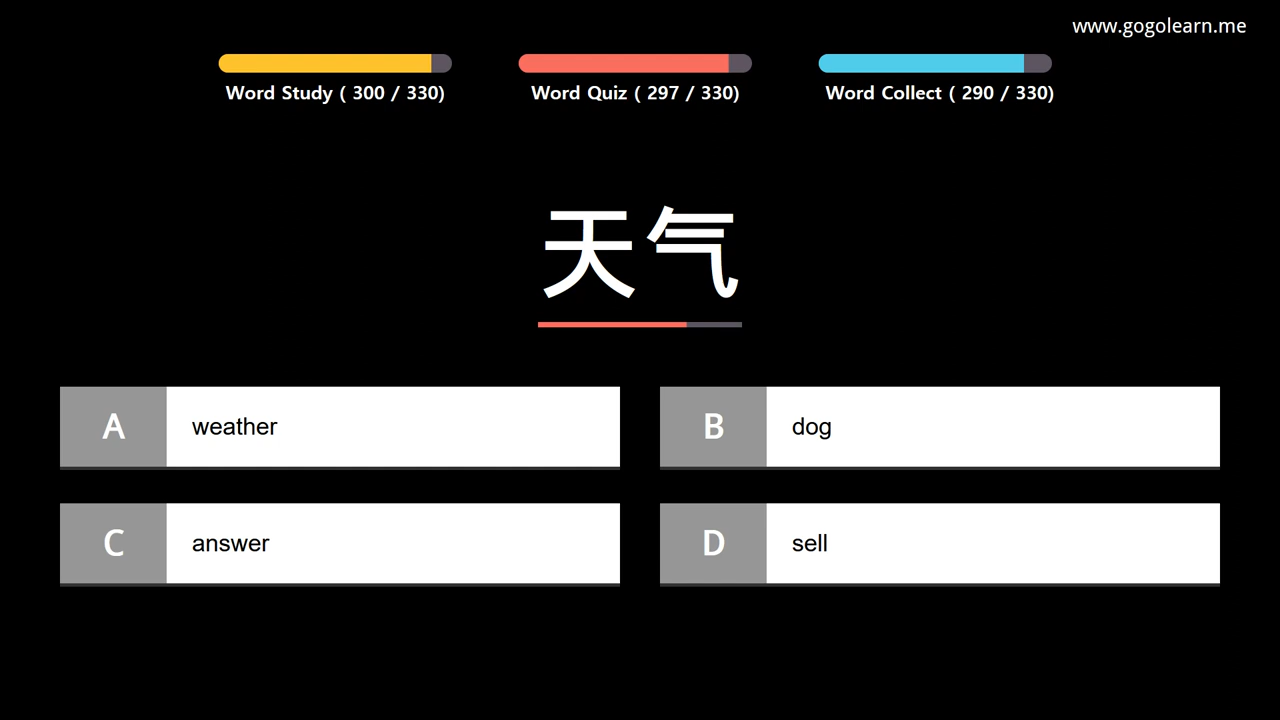 www.gogolearn.me
Word Study ( 300 / 330)
Word Quiz ( 297 / 330)
Word Collect ( 290 / 330)
天气
A weather
B dog
C answer
D sell